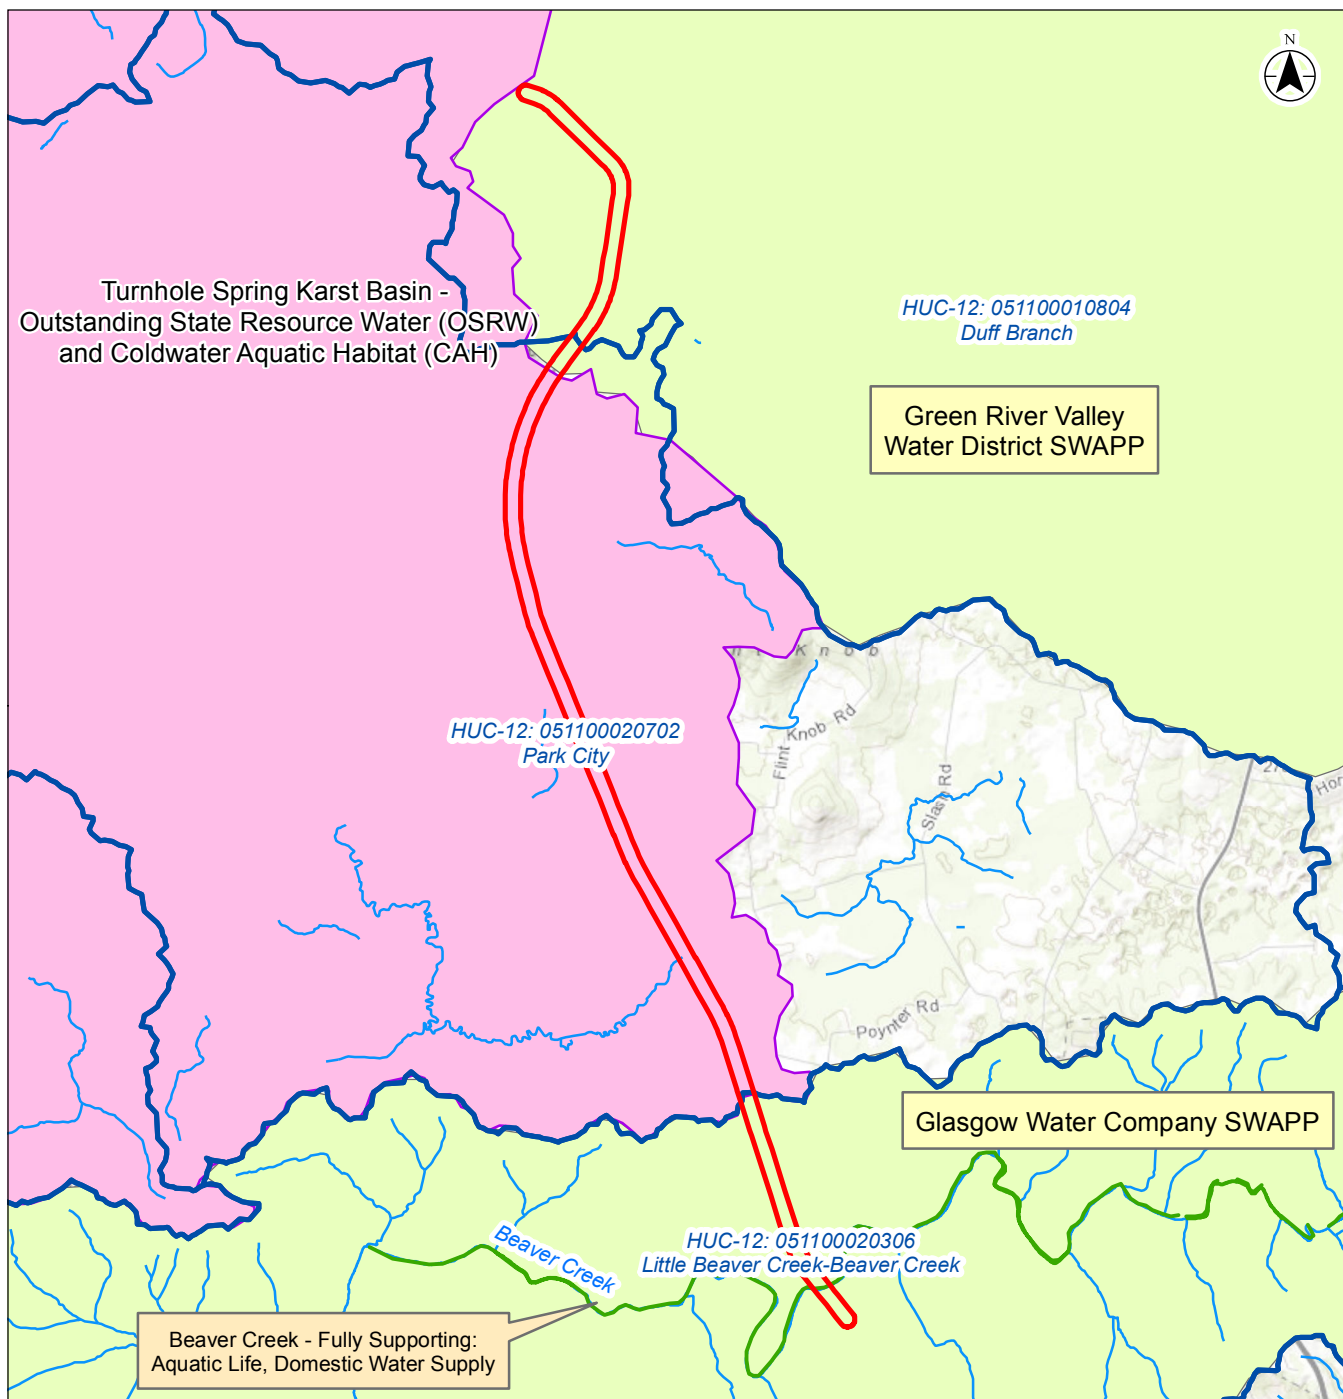 N
Turnhole Spring Karst Basin -
Outstanding State Resource Water (OSRW)
and Coldwater Aquatic Habitat (CAH)
HUC-12: 051100010804
Duff Branch
Green River Valley
Water District SWAPP
Knob
Flint Knob Rd
HUC-12: 051100020702
Park City
Slash Rd
Poynter Rd
Glasgow Water Company SWAPP
Beaver Creek
HUC-12: 051100020306
Little Beaver Creek-Beaver Creek
Beaver Creek - Fully Supporting:
Aquatic Life, Domestic Water Supply